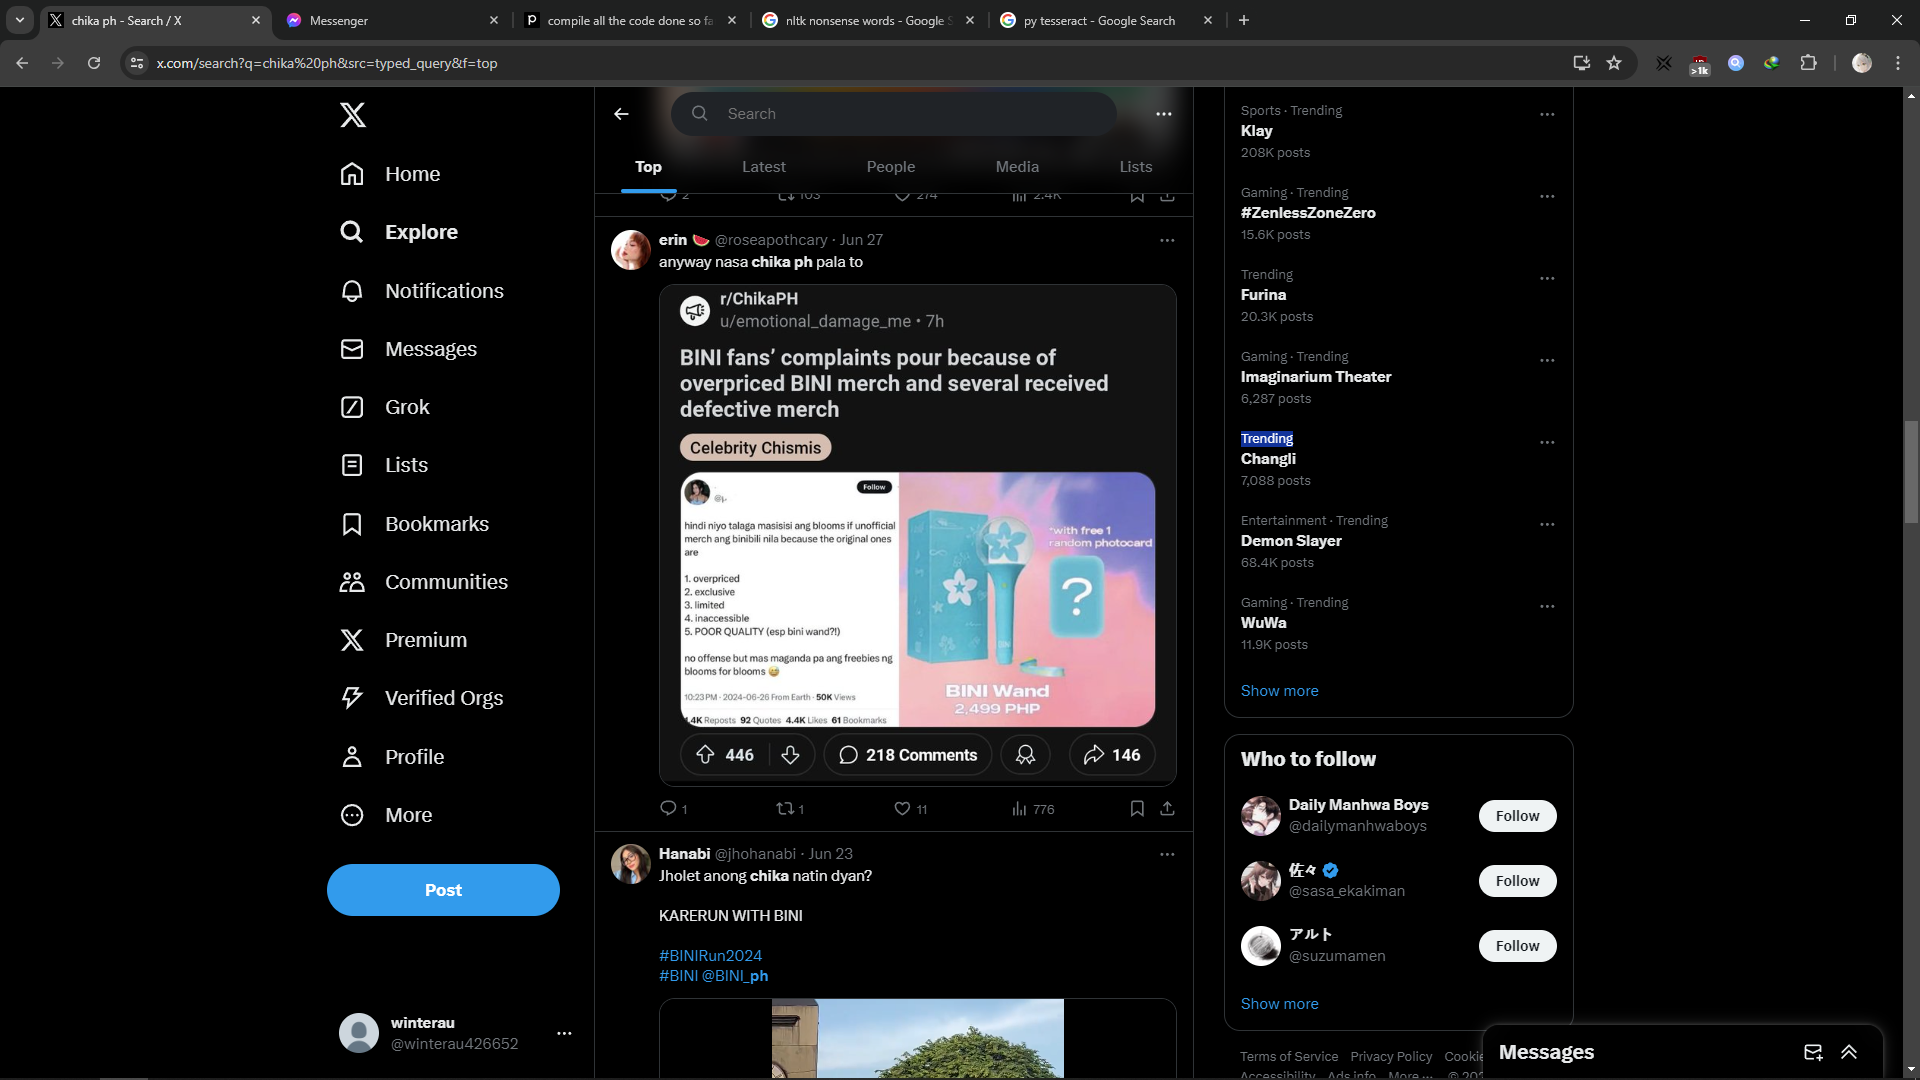 chika ph - Search / X
Messenger
compile all the code done so fa
nltk nonsense words - Google S
py tesseract - Google Search
x.com/search?q=chika%20ph&src=typed_query&f=top
>1k
Home
Explore
Notifications
Messages
Grok
Lists
Bookmarks
Communities
Premium
Verified Orgs
Profile
More
Post
winterau
@winterau426652
Search
Top
Latest
People
Media
Lists
2
103
274
2.4K
erin 🍉 @roseapothcary · Jun 27
anyway nasa chika ph pala to
r/ChikaPH
u/emotional_damage_me • 7h
BINI fans’ complaints pour because of
overpriced BINI merch and several received
defective merch
Celebrity Chismis
Follow
hindi niyo talaga masisisi ang blooms if unofficial
merch ang binibili nila because the original ones
are
1. overpriced
2. exclusive
3. limited
4. inaccessible
5. POOR QUALITY (esp bini wand?!)
no offense but mas maganda pa ang freebies ng
blooms for blooms 😅
10:23 PM · 2024-06-26 From Earth · 50K Views
1.4K Reposts 92 Quotes 4.4K Likes 61 Bookmarks
*with free 1
random photocard
?
BINI Wand
2,499 PHP
446
218 Comments
146
1
1
11
776
Hanabi @jhohanabi · Jun 23
Jholet anong chika natin dyan?
KARERUN WITH BINI
#BINIRun2024
#BINI @BINI_ph
Sports · Trending
Klay
208K posts
Gaming · Trending
#ZenlessZoneZero
15.6K posts
Trending
Furina
20.3K posts
Gaming · Trending
Imaginarium Theater
6,287 posts
Trending
Changli
7,088 posts
Entertainment · Trending
Demon Slayer
68.4K posts
Gaming · Trending
WuWa
11.9K posts
Show more
Who to follow
Daily Manhwa Boys
@dailymanhwaboys
Follow
佐々
@sasa_ekakiman
Follow
アルト
@suzumamen
Follow
Show more
Terms of Service Privacy Policy Cookie
Accessibility Ads info More ··· © 202
Messages